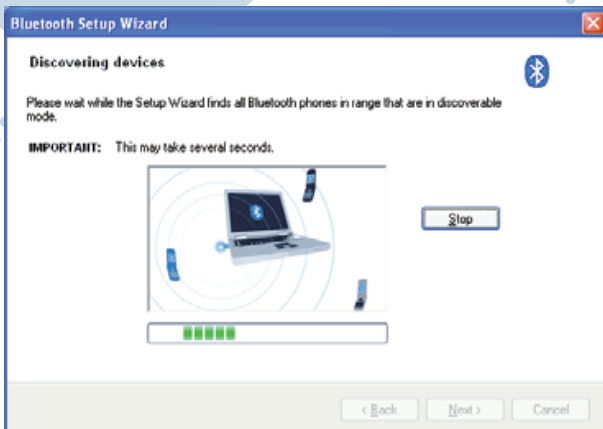 Bluetooth Setup Wizard
Discovering devices
Please wait while the Setup Wizard finds all Bluetooth phones in range that are in discoverable
mode.
IMPORTANT: This may take several seconds.
Stop
< Back Next > Cancel